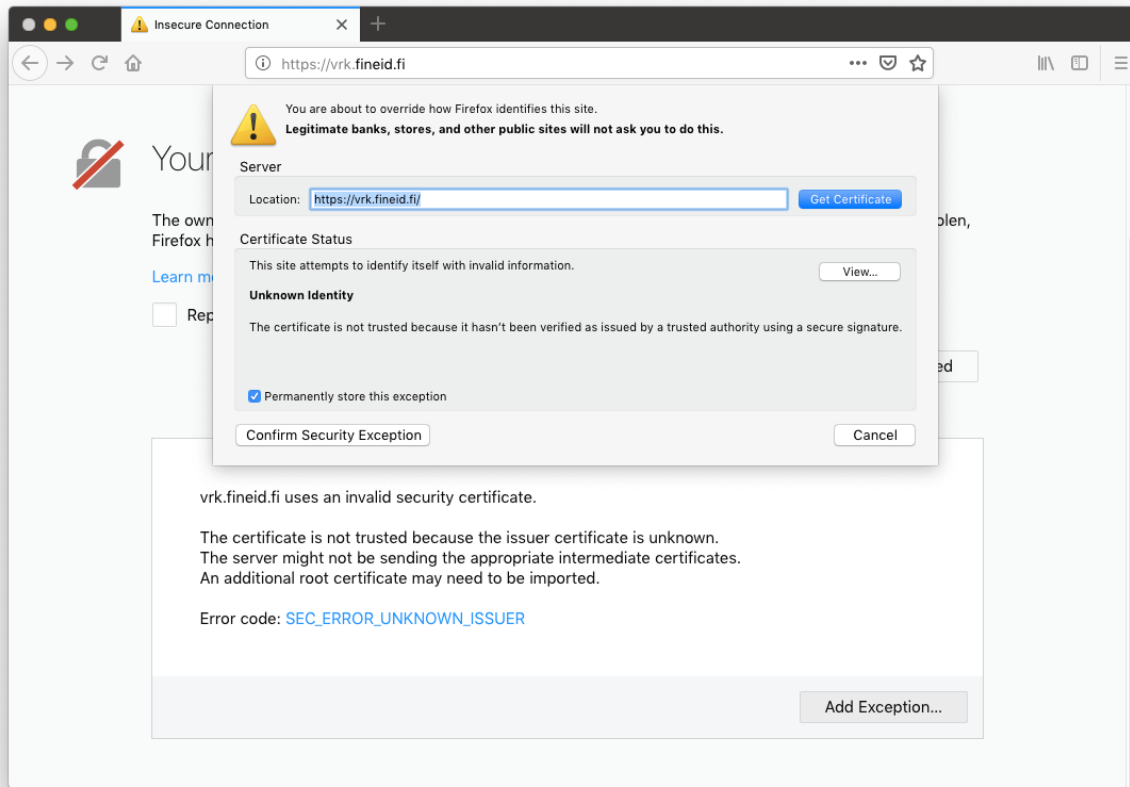 Insecure Connection
https://vrk.fineid.fi
You are about to override how Firefox identifies this site.
Legitimate banks, stores, and other public sites will not ask you to do this.
Server
Location: https://vrk.fineid.fi/ Get Certificate
Certificate Status
This site attempts to identify itself with invalid information.
View...
Unknown Identity
The certificate is not trusted because it hasn't been verified as issued by a trusted authority using a secure signature.
Permanently store this exception
Confirm Security Exception Cancel
Your
The own
Firefox h
Learn m
Rep
vrk.fineid.fi uses an invalid security certificate.
The certificate is not trusted because the issuer certificate is unknown.
The server might not be sending the appropriate intermediate certificates.
An additional root certificate may need to be imported.
Error code: SEC_ERROR_UNKNOWN_ISSUER
Add Exception...